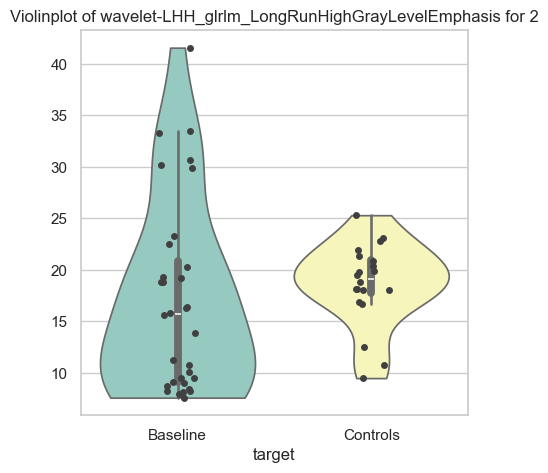 Violinplot of wavelet-LHH_glrlm_LongRunHighGrayLevelEmphasis for 2
40
35
30
25
20
15
10
Baseline Controls
target